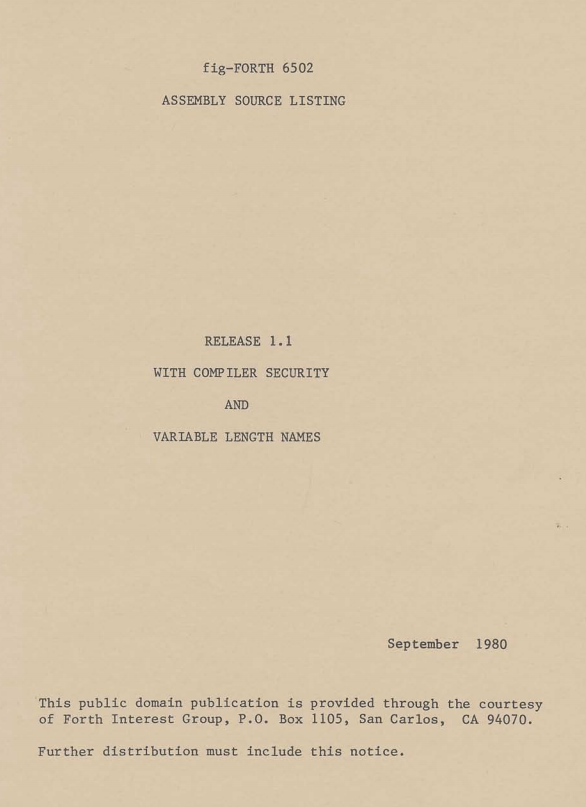 fig-FORTH 6502
ASSEMBLY SOURCE LISTING
RELEASE 1.1
WITH COMPILER SECURITY
AND
VARIABLE LENGTH NAMES
September 1980
This public domain publication is provided through the courtesy
of Forth Interest Group, P.O. Box 1105, San Carlos, CA 94070.
Further distribution must include this notice.